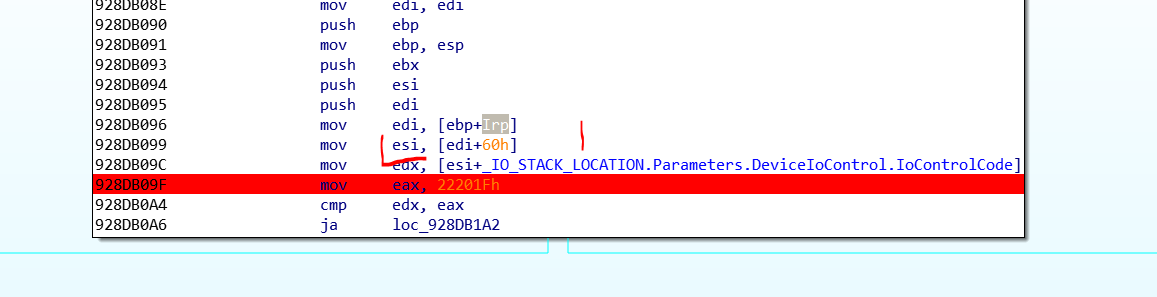 928DB08E mov edi, edi
928DB090 push ebp
928DB091 mov ebp, esp
928DB093 push ebx
928DB094 push esi
928DB095 push edi
928DB096 mov edi, [ebp+Irp]
928DB099 mov esi, [edi+60h]
928DB09C mov edx, [esi+_IO_STACK_LOCATION.Parameters.DeviceIoControl.IoControlCode]
928DB09F mov eax, 22201Fh
928DB0A4 cmp edx, eax
928DB0A6 ja loc_928DB1A2